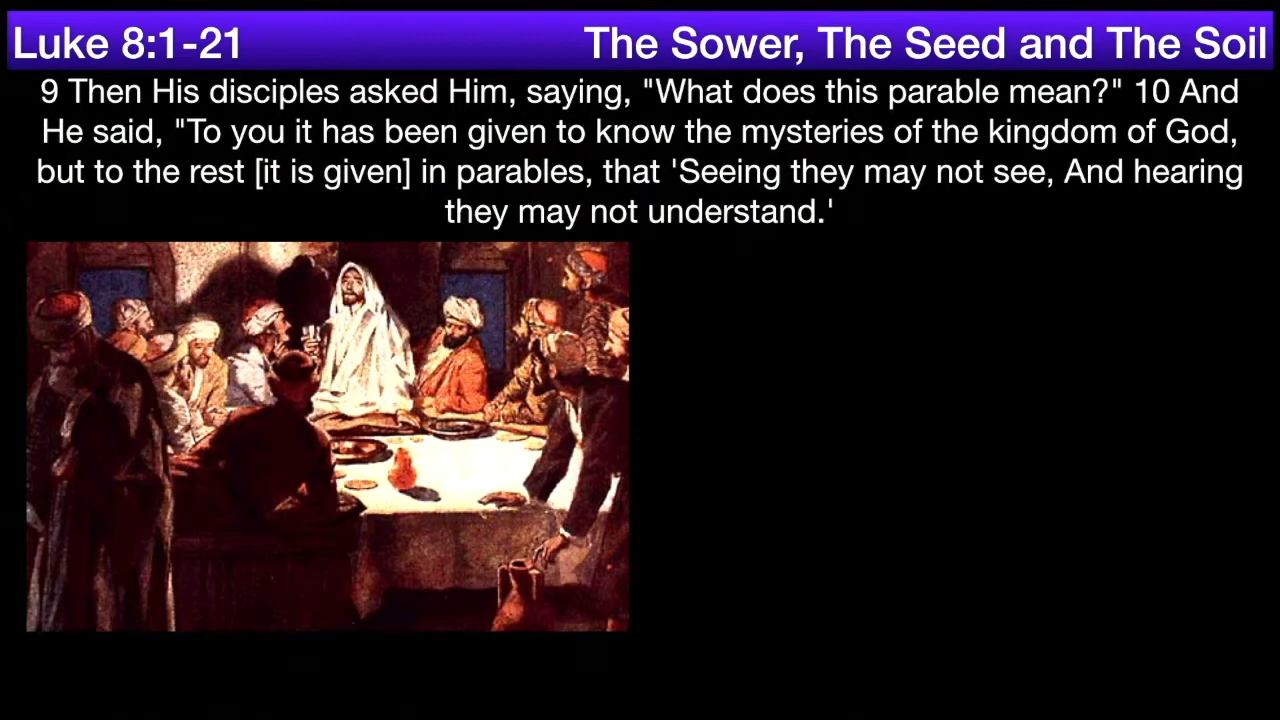 Luke 8:1-21 The Sower, The Seed and The Soil
9 Then His disciples asked Him, saying, "What does this parable mean?" 10 And
He said, "To you it has been given to know the mysteries of the kingdom of God,
but to the rest [it is given] in parables, that 'Seeing they may not see, And hearing
they may not understand.'